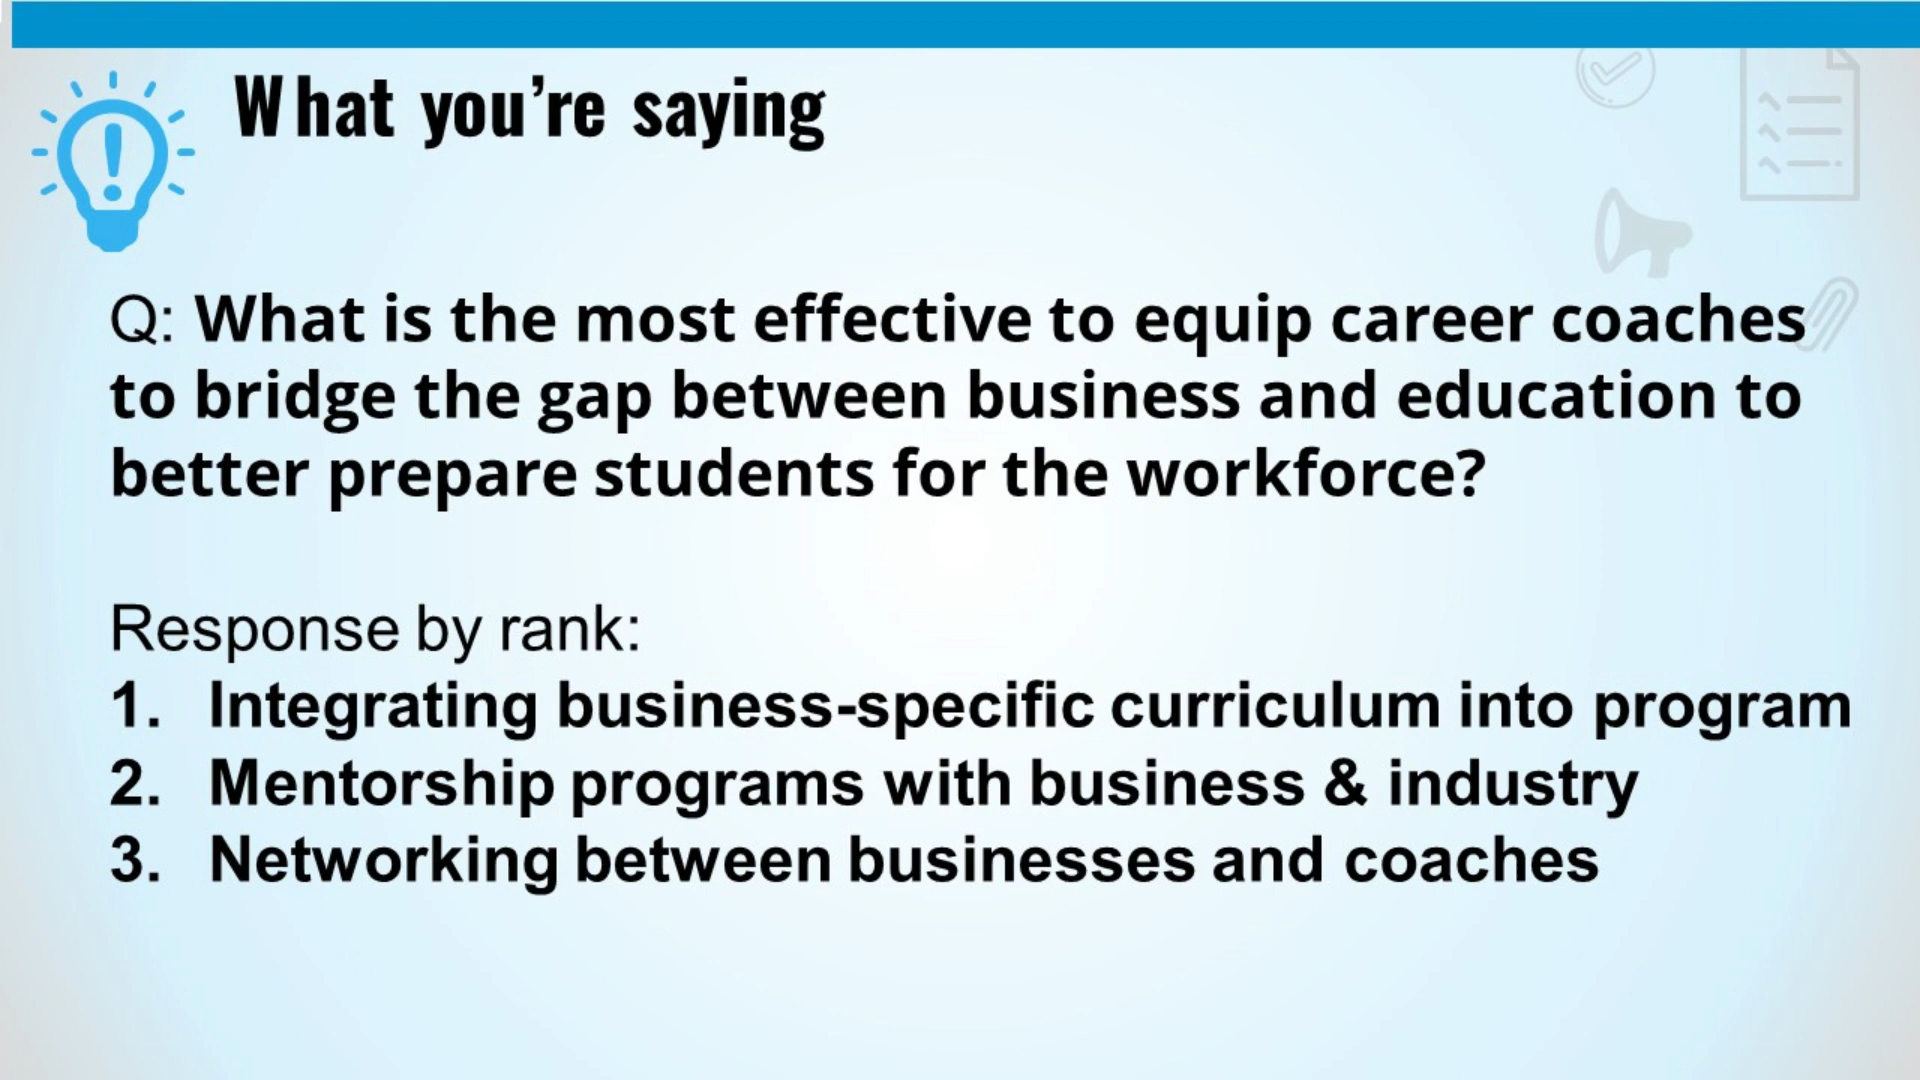 What you're saying
Q: What is the most effective to equip career coaches
to bridge the gap between business and education to
better prepare students for the workforce?
Response by rank:
1. Integrating business-specific curriculum into program
2. Mentorship programs with business & industry
3. Networking between businesses and coaches